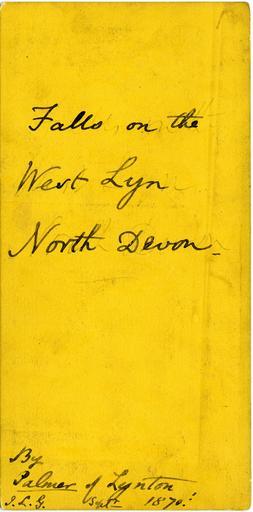 Falls, on the
West Lyn
North Devon.
By
Palmer of Lynton
J. L. G. Sept 1870!